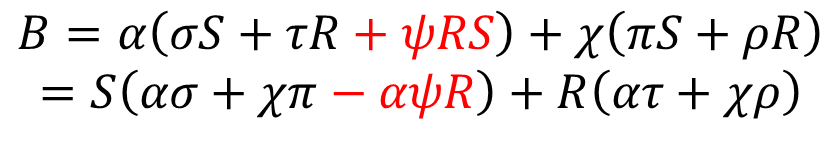 B = α(σS + τR + ψRS) + χ(πS + ρR)
= S(ασ + χπ − αψR) + R(ατ + χρ)